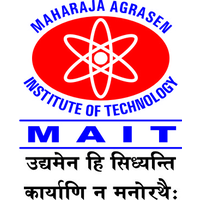 MAHARAJA AGRASEN
INSTITUTE OF TECHNOLOGY
MAIT
उद्यमेन हि सिध्यन्ति
कार्याणि न मनोरथैः